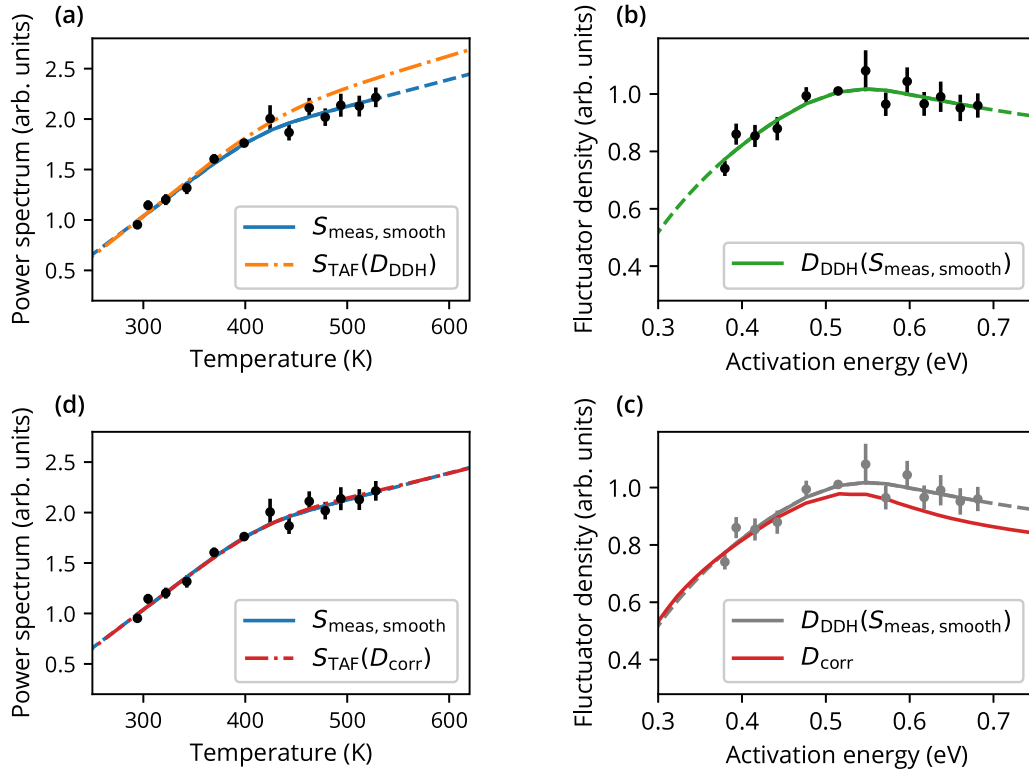 (a)
Power spectrum (arb. units)
2.5
2.0
1.5
1.0
0.5
300
400
500
600
Temperature (K)
S_meas, smooth
S_TAF(D_DDH)
(b)
Fluctuator density (arb. units)
1.0
0.8
0.6
0.4
0.3
0.4
0.5
0.6
0.7
Activation energy (eV)
D_DDH(S_meas, smooth)
(d)
Power spectrum (arb. units)
2.5
2.0
1.5
1.0
0.5
300
400
500
600
Temperature (K)
S_meas, smooth
S_TAF(D_corr)
(c)
Fluctuator density (arb. units)
1.0
0.8
0.6
0.4
0.3
0.4
0.5
0.6
0.7
Activation energy (eV)
D_DDH(S_meas, smooth)
D_corr